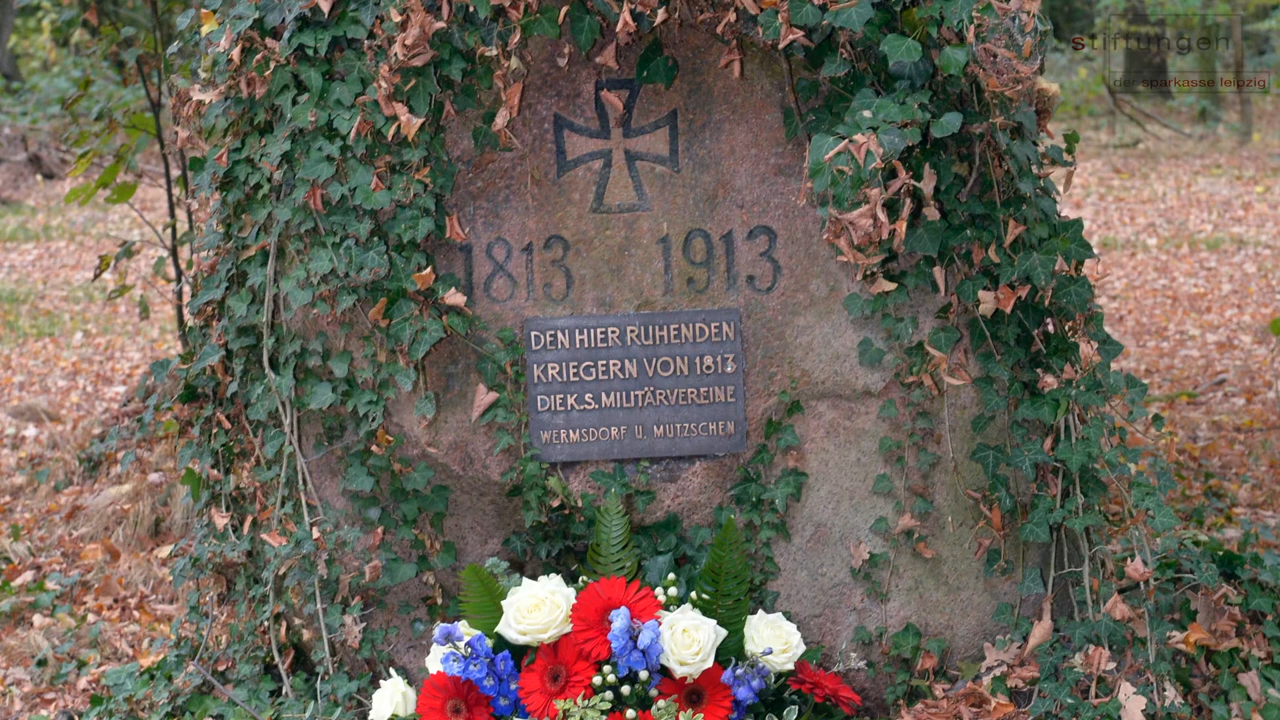 stiftungen
der sparkasse leipzig
1813 1913
DEN HIER RUHENDEN
KRIEGERN VON 1813
DIE K.S. MILITÄRVEREINE
WERMSDORF U. MUTZSCHEN